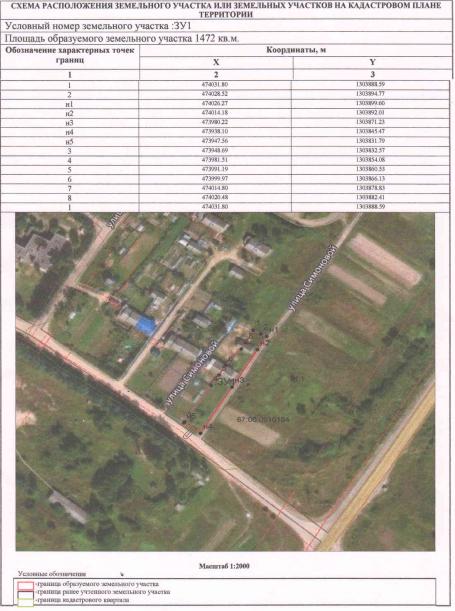 СХЕМА РАСПОЛОЖЕНИЯ ЗЕМЕЛЬНОГО УЧАСТКА ИЛИ ЗЕМЕЛЬНЫХ УЧАСТКОВ НА КАДАСТРОВОМ ПЛАНЕ
ТЕРРИТОРИИ
Условный номер земельного участка :ЗУ1
Площадь образуемого земельного участка 1472 кв.м.
Обозначение характерных точек границ Координаты, м
X Y
1 2 3
1 474031.80 1303888.59
2 474028.52 1303894.77
н1 474026.27 1303899.60
н2 474014.18 1303892.01
н3 473980.22 1303871.23
н4 473938.10 1303845.47
н5 473947.56 1303831.79
3 473948.69 1303832.57
4 473981.51 1303854.08
5 473991.19 1303860.53
6 473999.97 1303866.13
7 474014.80 1303878.83
8 474020.48 1303882.41
1 474031.80 1303888.59
улица Симоновой
улица Симоновой
Масштаб 1:2000
Условные обозначения
-граница образуемого земельного участка
-граница ранее учтенного земельного участка
-граница кадастрового квартала